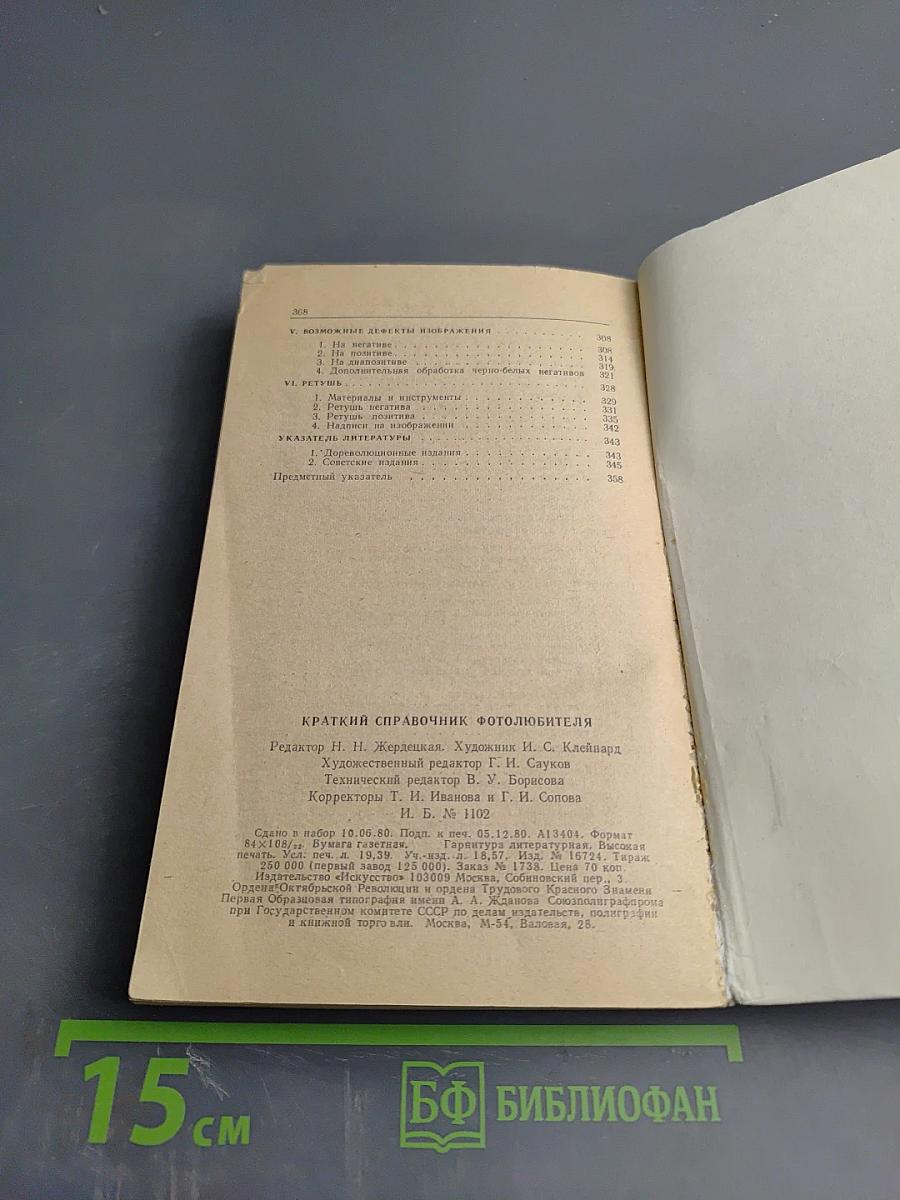 368
V. ВОЗМОЖНЫЕ ДЕФЕКТЫ ИЗОБРАЖЕНИЯ . . . . . . . . . . 308
1. На негативе . . . . . . . . . . 308
2. На позитиве . . . . . . . . . . 314
3. На диапозитиве . . . . . . . . . . 319
4. Дополнительная обработка черно-белых негативов 321
VI. РЕТУШЬ . . . . . . . . . . 328
1. Материалы и инструменты . . . . . . . . . . 329
2. Ретушь негатива . . . . . . . . . . 331
3. Ретушь позитива . . . . . . . . . . 335
4. Надписи на изображении . . . . . . . . . . 342
УКАЗАТЕЛЬ ЛИТЕРАТУРЫ . . . . . . . . . . 343
1. Дореволюционные издания . . . . . . . . . . 343
2. Советские издания . . . . . . . . . . 345
Предметный указатель . . . . . . . . . . 358
КРАТКИЙ СПРАВОЧНИК ФОТОЛЮБИТЕЛЯ
Редактор Н. Н. Жердецкая. Художник И. С. Клейнард
Художественный редактор Г. И. Сауков
Технический редактор В. У. Борисова
Корректоры Т. И. Иванова и Г. И. Сопова
И. Б. № 1102
Сдано в набор 10.06.80. Подп. к печ. 05.12.80. А13404. Формат
84×108/32. Бумага газетная. Гарнитура литературная. Высокая
печать. Усл. печ. л. 19,39. Уч.-изд. л. 18,57. Изд. № 16724. Тираж
250 000 (первый завод 125 000). Заказ № 1738. Цена 70 коп.
Издательство «Искусство» 103009 Москва, Собиновский пер., 3.
Ордена Октябрьской Революции и ордена Трудового Красного Знамени
Первая Образцовая типография имени А. А. Жданова Союзполиграфпрома
при Государственном комитете СССР по делам издательств, полиграфии
и книжной торговли. Москва, М-54, Валовая, 28.
15 см
БФ БИБЛИОФАН